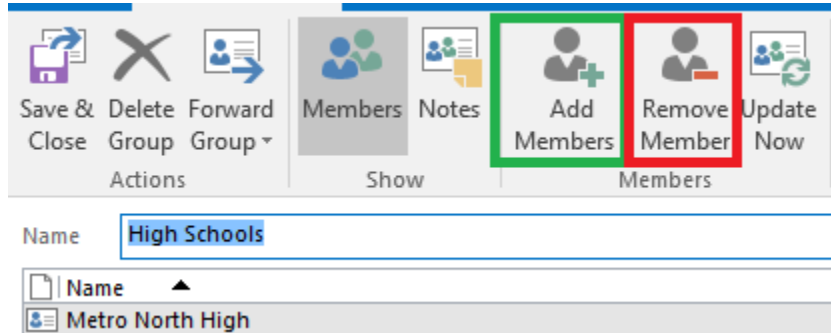 Save & Delete Forward Members Notes Add Remove Update
Close Group Group Members Member Now
Actions Show Members
Name High Schools
Name
Metro North High